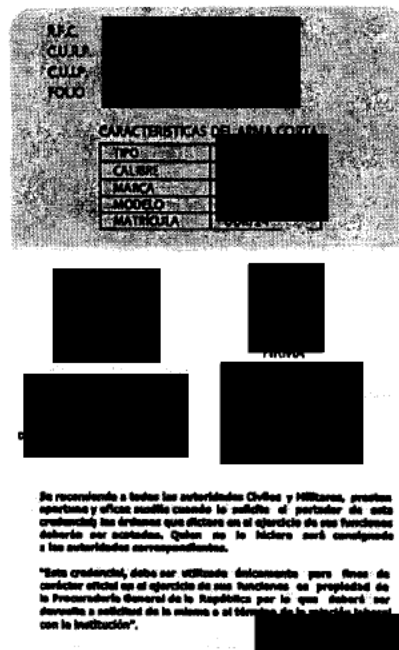 R.F.C.
C.U.R.P.
C.U.I.P.
FOLIO
CARACTERISTICAS DEL ARMA CORTA
TIPO
CALIBRE
MARCA
MODELO
MATRICULA
FIRMA
Se recomienda a todas las autoridades Civiles y Militares, presten
oportuno y eficaz auxilio cuando lo solicite el portador de esta
credencial; las órdenes que dictare en el ejercicio de sus funciones
deberán ser acatadas. Quien no lo hiciere será consignado
a las autoridades correspondientes.
"Esta credencial, debe ser utilizada únicamente para fines de
carácter oficial en el ejercicio de sus funciones es propiedad de
la Procuraduría General de la República por lo que deberá ser
devuelta a solicitud de la misma o al término de la relación laboral
con la institución".